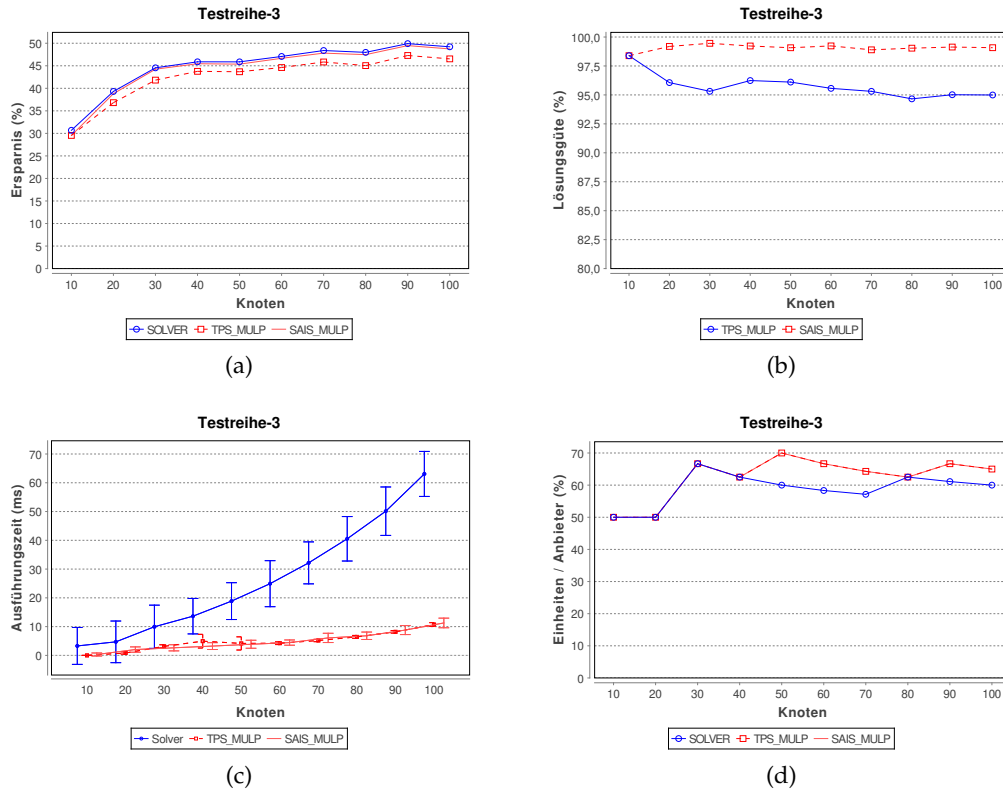 Testreihe-3
Ersparnis (%)
50
45
40
35
30
25
20
15
10
5
0
10 20 30 40 50 60 70 80 90 100
Knoten
SOLVER TPS_MULP SAIS_MULP
(a)
Testreihe-3
Lösungsgüte (%)
100,0
97,5
95,0
92,5
90,0
87,5
85,0
82,5
80,0
10 20 30 40 50 60 70 80 90 100
Knoten
TPS_MULP SAIS_MULP
(b)
Testreihe-3
Ausführungszeit (ms)
70
60
50
40
30
20
10
0
10 20 30 40 50 60 70 80 90 100
Knoten
Solver TPS_MULP SAIS_MULP
(c)
Testreihe-3
Einheiten / Anbieter (%)
70
60
50
40
30
20
10
0
10 20 30 40 50 60 70 80 90 100
Knoten
SOLVER TPS_MULP SAIS_MULP
(d)